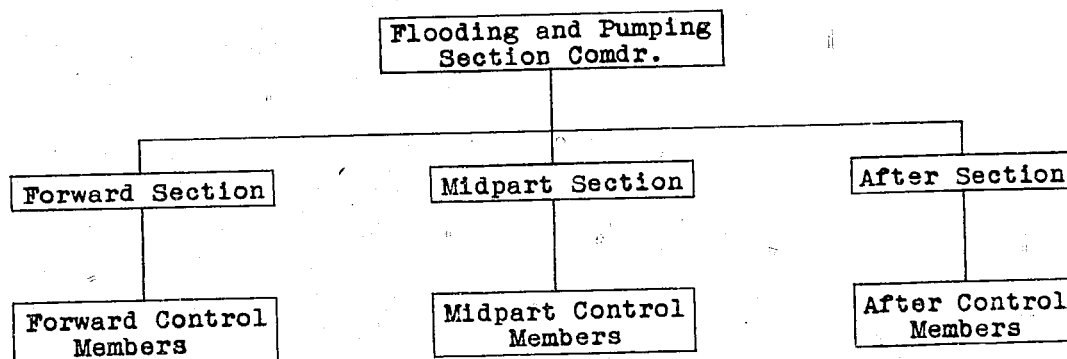 Flooding and Pumping
Section Comdr.
Forward Section
Midpart Section
After Section
Forward Control
Members
Midpart Control
Members
After Control
Members